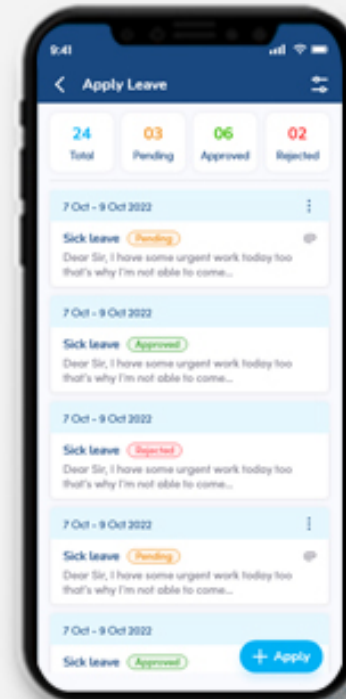 9:41
Apply Leave
24 03 06 02
Total Pending Approved Rejected
7 Oct - 9 Oct 2022
Sick leave Pending
Dear Sir, I have some urgent work today too
that's why I'm not able to come...
7 Oct - 9 Oct 2022
Sick leave Approved
Dear Sir, I have some urgent work today too
that's why I'm not able to come...
7 Oct - 9 Oct 2022
Sick leave Rejected
Dear Sir, I have some urgent work today too
that's why I'm not able to come...
7 Oct - 9 Oct 2022
Sick leave Pending
Dear Sir, I have some urgent work today too
that's why I'm not able to come...
7 Oct - 9 Oct 2022
Sick leave Approved
+ Apply